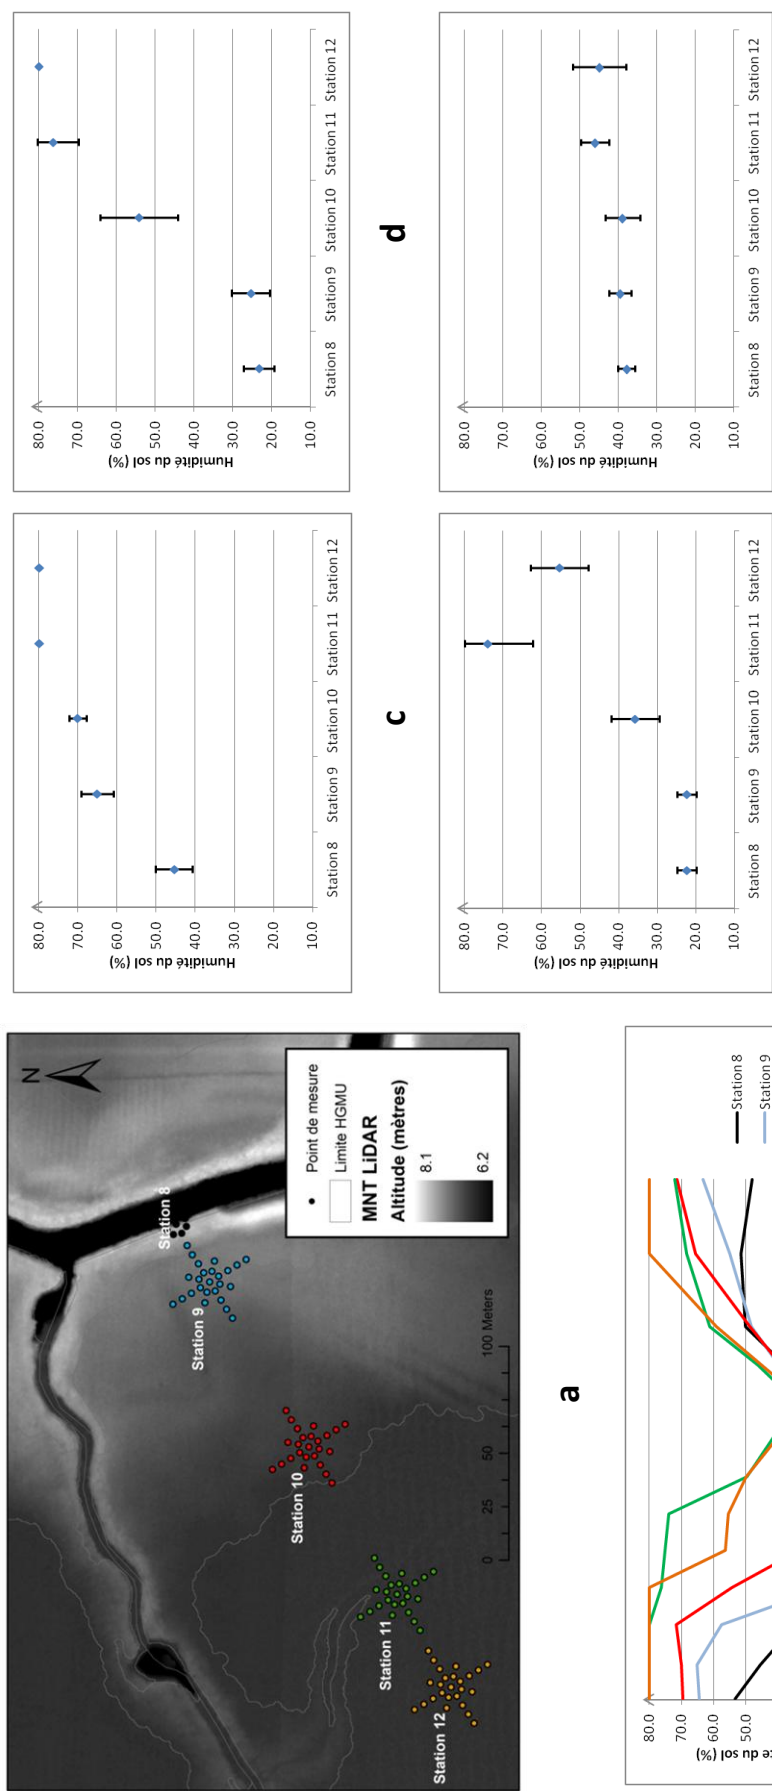 N
Station 8
Station 9
Station 10
Station 11
Station 12
Point de mesure
Limite HGMU
MNT LiDAR
Altitude (mètres)
8.1
6.2
0
25
50
100 Meters
a
80.0
70.0
60.0
50.0
Station 8
Station 9
Humidité du sol (%)
80.0
70.0
60.0
50.0
40.0
30.0
20.0
10.0
Station 8
Station 9
Station 10
Station 11
Station 12
c
Humidité du sol (%)
80.0
70.0
60.0
50.0
40.0
30.0
20.0
10.0
Station 8
Station 9
Station 10
Station 11
Station 12
d
Humidité du sol (%)
80.0
70.0
60.0
50.0
40.0
30.0
20.0
10.0
Station 8
Station 9
Station 10
Station 11
Station 12
Humidité du sol (%)
80.0
70.0
60.0
50.0
40.0
30.0
20.0
10.0
Station 8
Station 9
Station 10
Station 11
Station 12